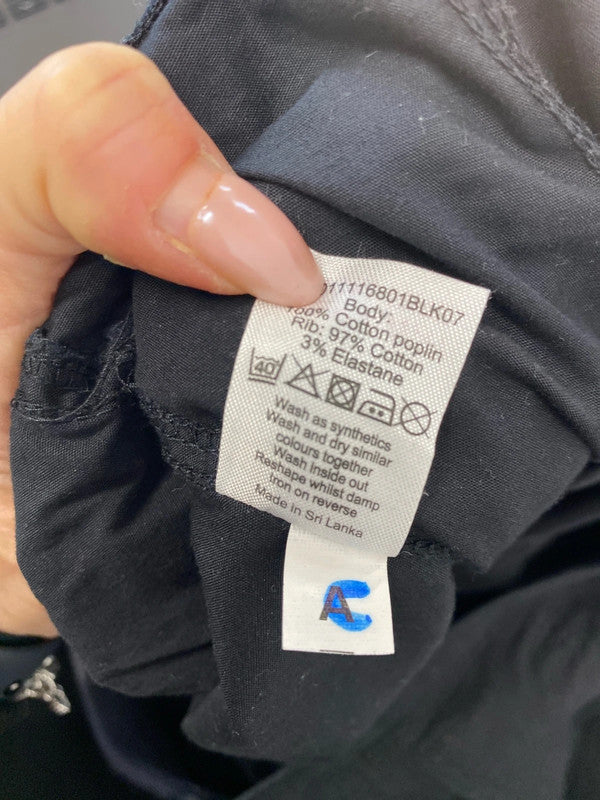 11116801BLK07
Body:
100% Cotton poplin
Rib: 97% Cotton
3% Elastane
40
Wash as synthetics
Wash and dry similar
colours together
Wash inside out
Reshape whilst damp
Iron on reverse
Made in Sri Lanka
A